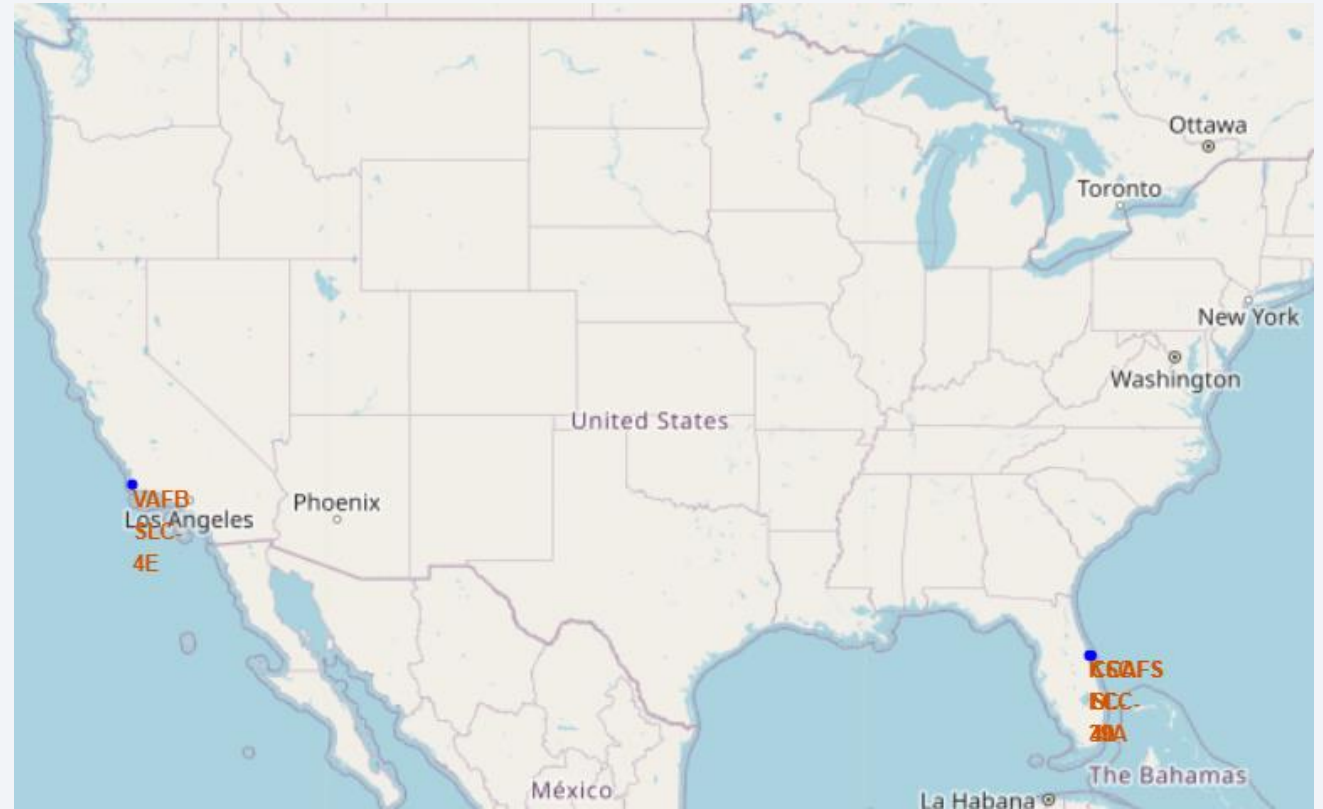 Ottawa
Toronto
New York
Washington
United States
VAFB
Los Angeles
SLC-
4E
Phoenix
The Bahamas
México
La Habana